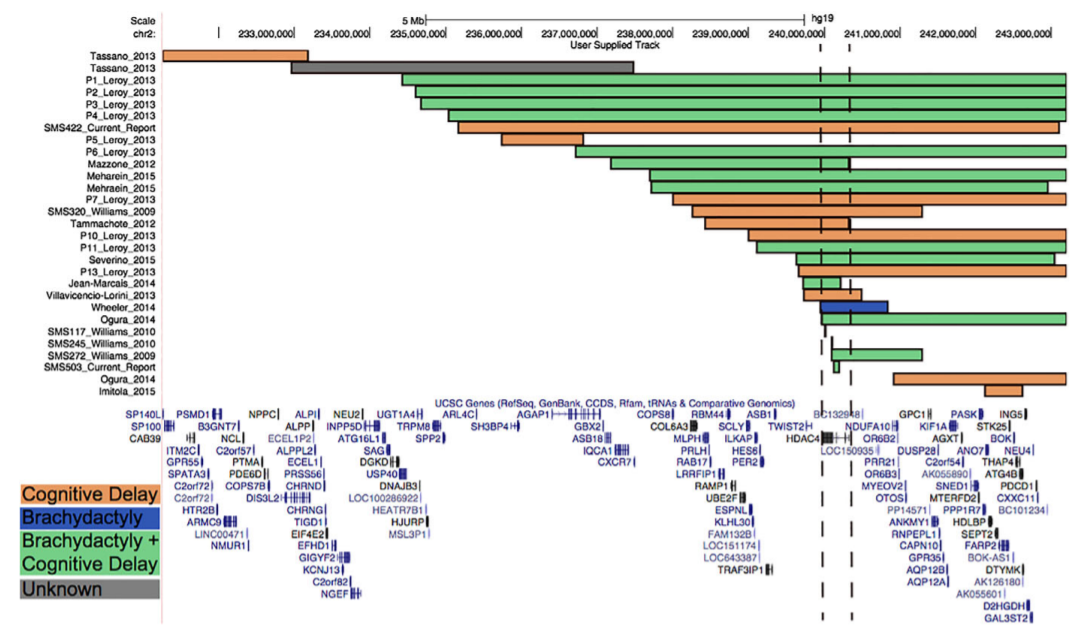 Scale 5 Mb hg19
chr2: 233,000,000 234,000,000 235,000,000 236,000,000 237,000,000 238,000,000 239,000,000 240,000,000 241,000,000 242,000,000 243,000,000
User Supplied Track
Tassano_2013
Tassano_2013
P1_Leroy_2013
P2_Leroy_2013
P3_Leroy_2013
P4_Leroy_2013
SMS422_Current_Report
P5_Leroy_2013
P6_Leroy_2013
Mazzone_2012
Meharein_2015
Mehraein_2015
P7_Leroy_2013
SMS320_Williams_2009
Tammachote_2012
P10_Leroy_2013
P11_Leroy_2013
Severino_2015
P13_Leroy_2013
Jean-Marcais_2014
Villavicencio-Lorini_2013
Wheeler_2014
Ogura_2014
SMS117_Williams_2010
SMS245_Williams_2010
SMS272_Williams_2009
SMS503_Current_Report
Ogura_2014
Imitola_2015
UCSC Genes (RefSeq, GenBank, CCDS, Rfam, tRNAs & Comparative Genomics)
SP140L PSMD1 NPPC ALPI NEU2 UGT1A4 ARL4C AGAP1 COPS8 RBM44 ASB1 BC132948 GPC1 PASK ING5
SP100 B3GNT7 ALPP INPP5D TRPM8 SH3BP4 GBX2 COL6A3 SCLY TWIST2 NDUFA10 KIF1A STK25
CAB39 NCL ECEL1P2 ATG16L1 SPP2 ASB18 MLPH ILKAP HDAC4 OR6B2 AGXT BOK
ITM2C C2orf57 ALPPL2 SAG IQCA1 PRLH HES6 LOC150935 DUSP28 ANO7 NEU4
GPR55 PTMA ECEL1 DGKD CXCR7 RAB17 PER2 PRR21 C2orf54 THAP4
SPATA3 PDE6D PRSS56 USP40 LRRFIP1 OR6B3 AK055890 ATG4B
C2orf72 COPS7B CHRND DNAJB3 RAMP1 MYEOV2 SNED1 PDCD1
C2orf72 DIS3L2 LOC100286922 UBE2F OTOS MTERFD2 CXXC11
HTR2B CHRNG HEATR7B1 ESPNL PP14571 PPP1R7 BC101234
ARMC9 TIGD1 HJURP KLHL30 ANKMY1 HDLBP
LINC00471 EIF4E2 MSL3P1 FAM132B RNPEPL1 SEPT2
NMUR1 EFHD1 LOC151174 CAPN10 FARP2
GIGYF2 LOC643387 GPR35 BOK-AS1
KCNJ13 TRAF3IP1 AQP12B DTYMK
C2orf82 AQP12A AK126180
NGEF AK055601
D2HGDH
GAL3ST2
Cognitive Delay
Brachydactyly
Brachydactyly +
Cognitive Delay
Unknown